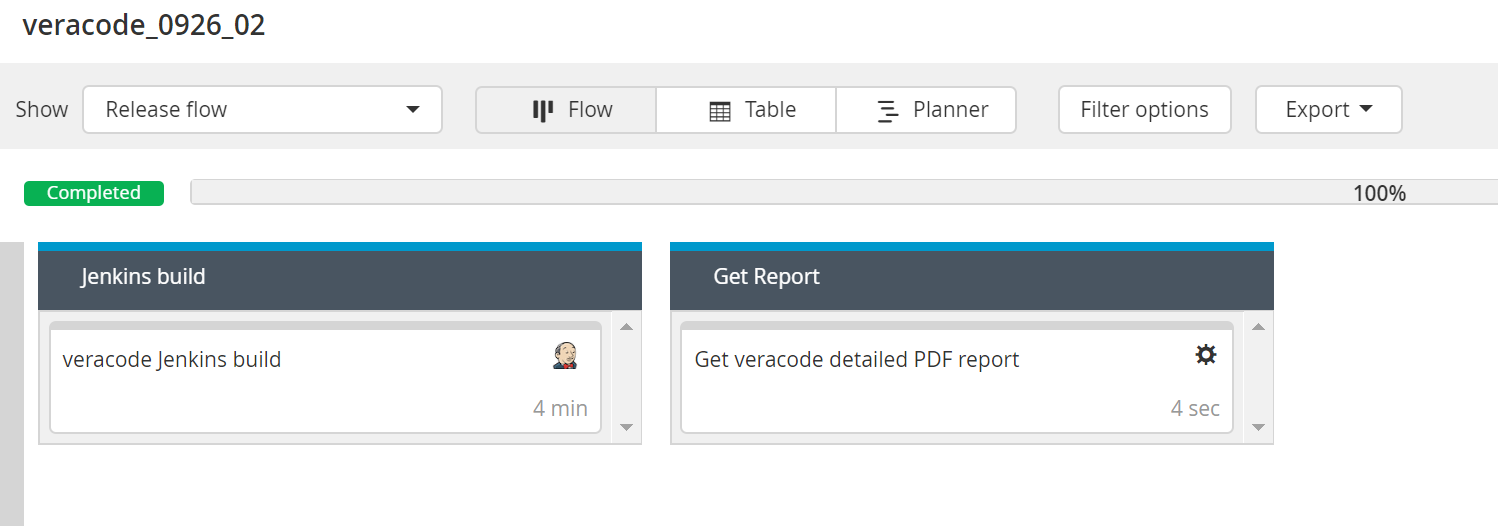 veracode_0926_02
Show Release flow Flow Table Planner Filter options Export
Completed 100%
Jenkins build Get Report
veracode Jenkins build Get veracode detailed PDF report
4 min 4 sec